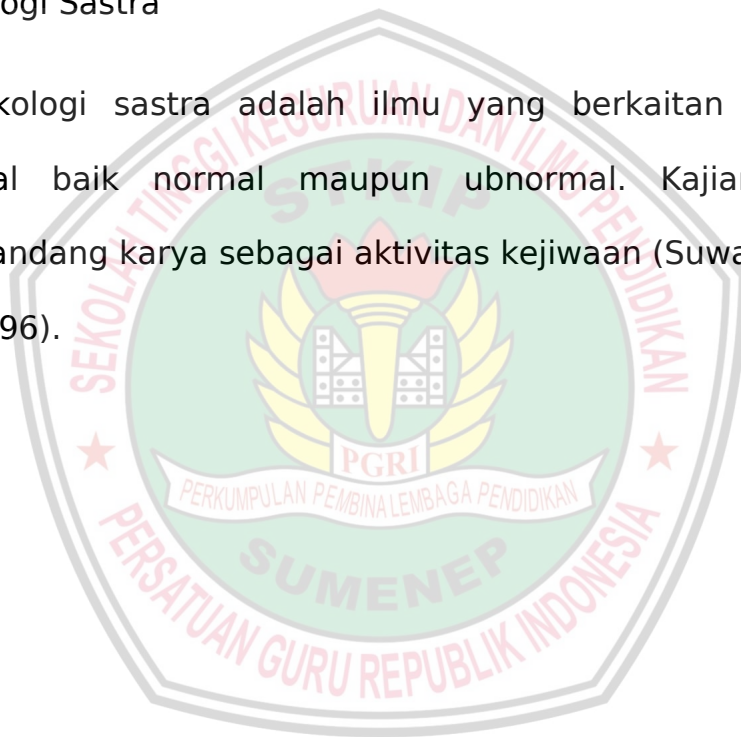 ogi Sastra
kologi sastra adalah ilmu yang berkaitan
al baik normal maupun ubnormal. Kajian
andang karya sebagai aktivitas kejiwaan (Suwa
96).
SEKOLAH TINGGI KEGURUAN DAN ILMU PENDIDIKAN
STKIP
PGRI
PERKUMPULAN PEMBINA LEMBAGA PENDIDIKAN
SUMENEP
PERSATUAN GURU REPUBLIK INDONESIA